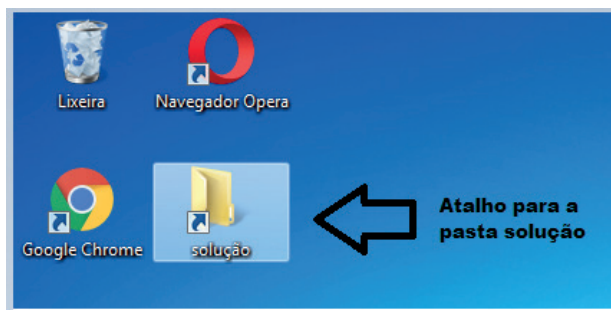 Lixeira
Navegador Opera
Google Chrome
solução
Atalho para a
pasta solução